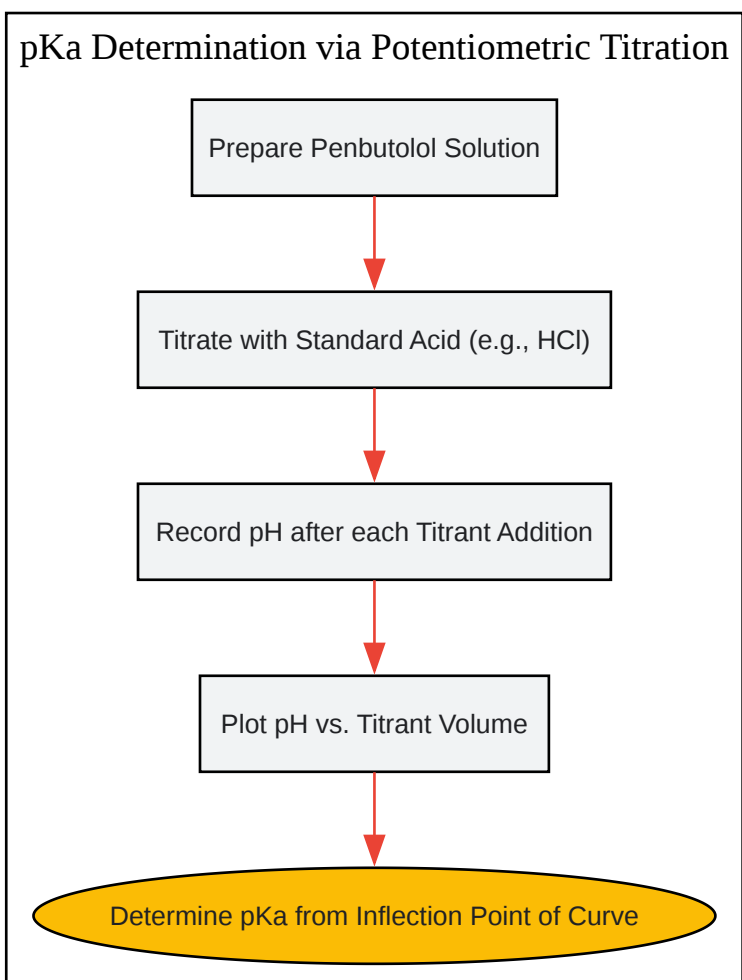 pKa Determination via Potentiometric Titration
Prepare Penbutolol Solution
Titrate with Standard Acid (e.g., HCl)
Record pH after each Titrant Addition
Plot pH vs. Titrant Volume
Determine pKa from Inflection Point of Curve